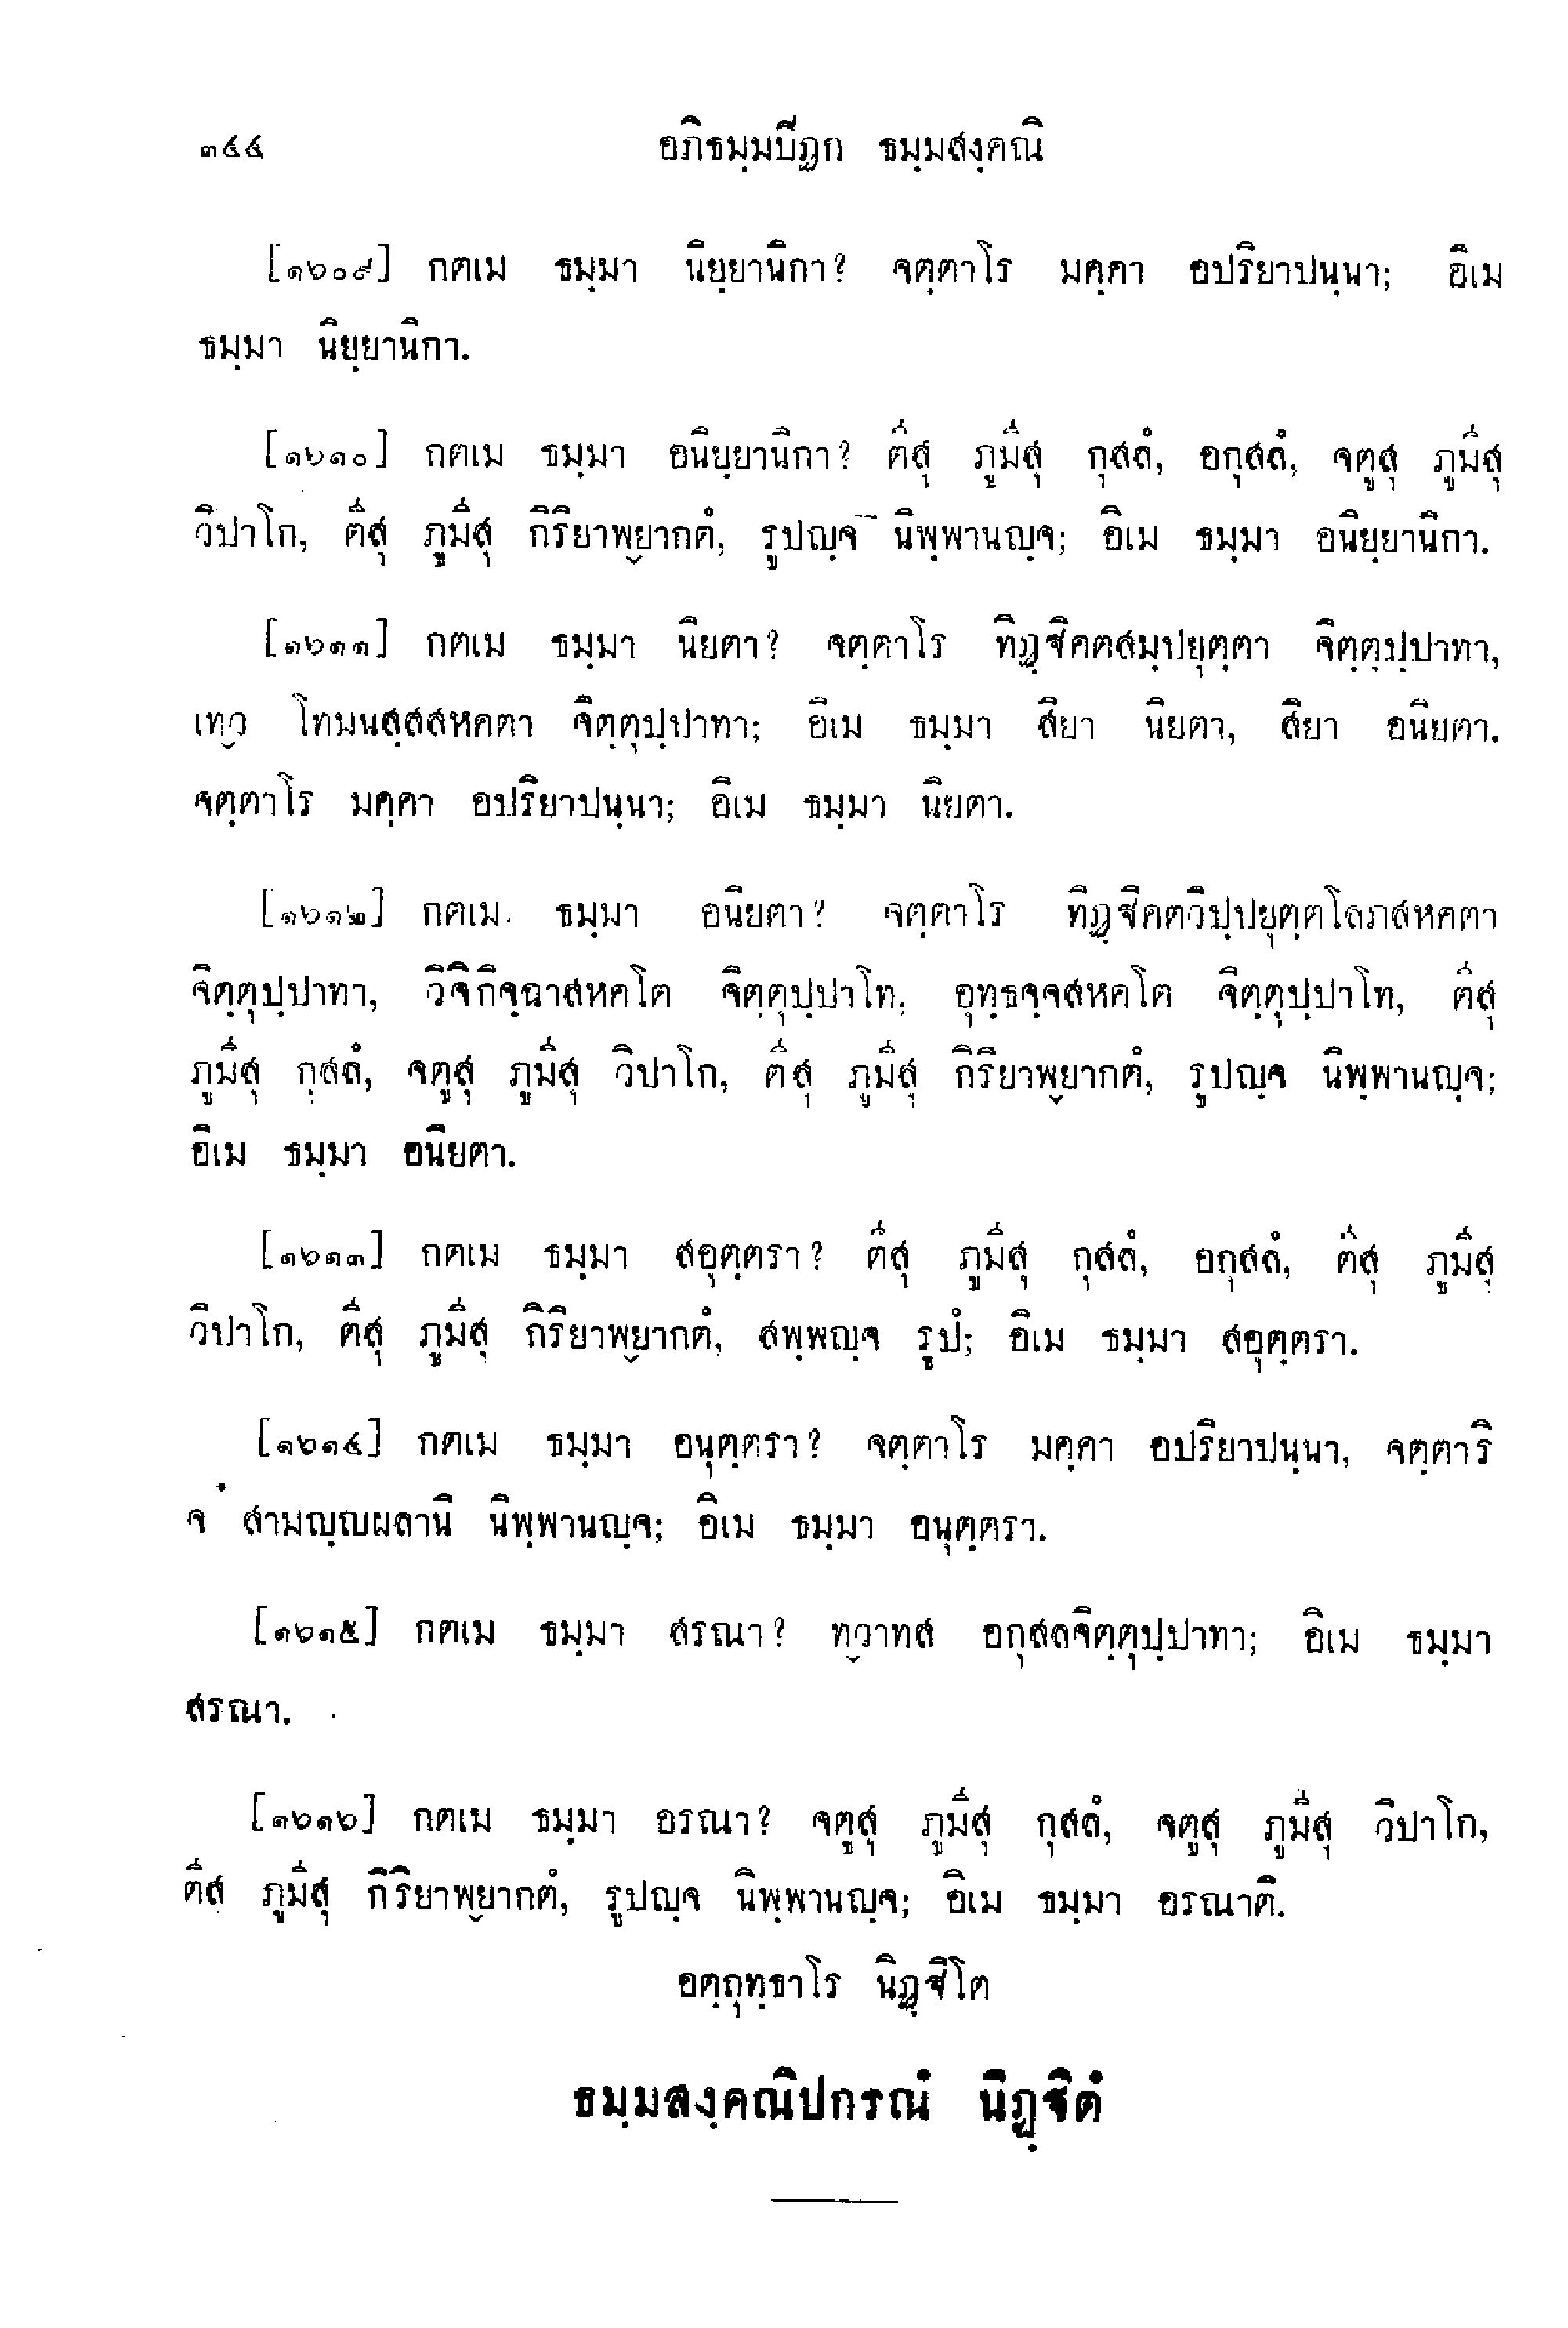 ๓๔๔ อภิธมฺมปีฏก ธมฺมสงฺคณิ
[๑๖๐๙] กตเม ธมฺมา นิยฺยานิกา? จตฺตาโร มคฺคา อปริยาปนฺนา; อิเม
ธมฺมา นิยฺยานิกา.
[๑๖๑๐] กตเม ธมฺมา อนิยฺยานิกา? ตีสุ ภูมีสุ กุสลํ, อกุสลํ, จตูสุ ภูมีสุ
วิปาโก, ตีสุ ภูมีสุ กิริยาพฺยากตํ, รูปญฺจ นิพฺพานญฺจ; อิเม ธมฺมา อนิยฺยานิกา.
[๑๖๑๑] กตเม ธมฺมา นิยตา? จตฺตาโร ทิฏฺฐิคตสมฺปยุตฺตา จิตฺตุปฺปาทา,
เทฺว โทมนสฺสสหคตา จิตฺตุปฺปาทา; อิเม ธมฺมา สิยา นิยตา, สิยา อนิยตา.
จตฺตาโร มคฺคา อปริยาปนฺนา; อิเม ธมฺมา นิยตา.
[๑๖๑๒] กตเม ธมฺมา อนิยตา? จตฺตาโร ทิฏฺฐิคตวิปฺปยุตฺตโลภสหคตา
จิตฺตุปฺปาทา, วิจิกิจฺฉาสหคโต จิตฺตุปฺปาโท, อุทฺธจฺจสหคโต จิตฺตุปฺปาโท, ตีสุ
ภูมีสุ กุสลํ, จตูสุ ภูมีสุ วิปาโก, ตีสุ ภูมีสุ กิริยาพฺยากตํ, รูปญฺจ นิพฺพานญฺจ;
อิเม ธมฺมา อนิยตา.
[๑๖๑๓] กตเม ธมฺมา สอุตฺตรา? ตีสุ ภูมีสุ กุสลํ, อกุสลํ, ตีสุ ภูมีสุ
วิปาโก, ตีสุ ภูมีสุ กิริยาพฺยากตํ, สพฺพญฺจ รูปํ; อิเม ธมฺมา สอุตฺตรา.
[๑๖๑๔] กตเม ธมฺมา อนุตฺตรา? จตฺตาโร มคฺคา อปริยาปนฺนา, จตฺตาริ
จ สามญฺญผลานิ นิพฺพานญฺจ; อิเม ธมฺมา อนุตฺตรา.
[๑๖๑๕] กตเม ธมฺมา สรณา? ทฺวาทส อกุสลจิตฺตุปฺปาทา; อิเม ธมฺมา
สรณา.
[๑๖๑๖] กตเม ธมฺมา อรณา? จตูสุ ภูมีสุ กุสลํ, จตูสุ ภูมีสุ วิปาโก,
ตีสุ ภูมีสุ กิริยาพฺยากตํ, รูปญฺจ นิพฺพานญฺจ; อิเม ธมฺมา อรณาติ.
อตฺถุทฺธาโร นิฏฺฐิโต
ธมฺมสงฺคณิปกรณํ นิฏฺฐิตํ